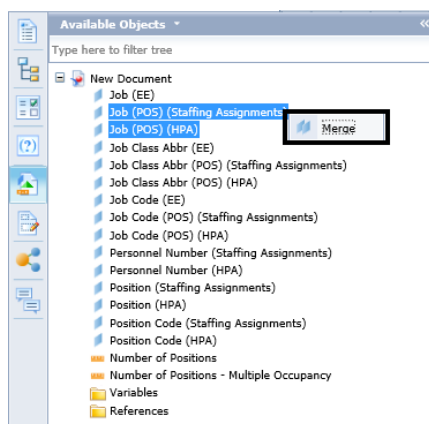 Available Objects
Type here to filter tree
New Document
Job (EE)
Job (POS) (Staffing Assignments)
Merge
Job (POS) (HPA)
Job Class Abbr (EE)
Job Class Abbr (POS) (Staffing Assignments)
Job Class Abbr (POS) (HPA)
Job Code (EE)
Job Code (POS) (Staffing Assignments)
Job Code (POS) (HPA)
Personnel Number (Staffing Assignments)
Personnel Number (HPA)
Position (Staffing Assignments)
Position (HPA)
Position Code (Staffing Assignments)
Position Code (HPA)
Number of Positions
Number of Positions - Multiple Occupancy
Variables
References